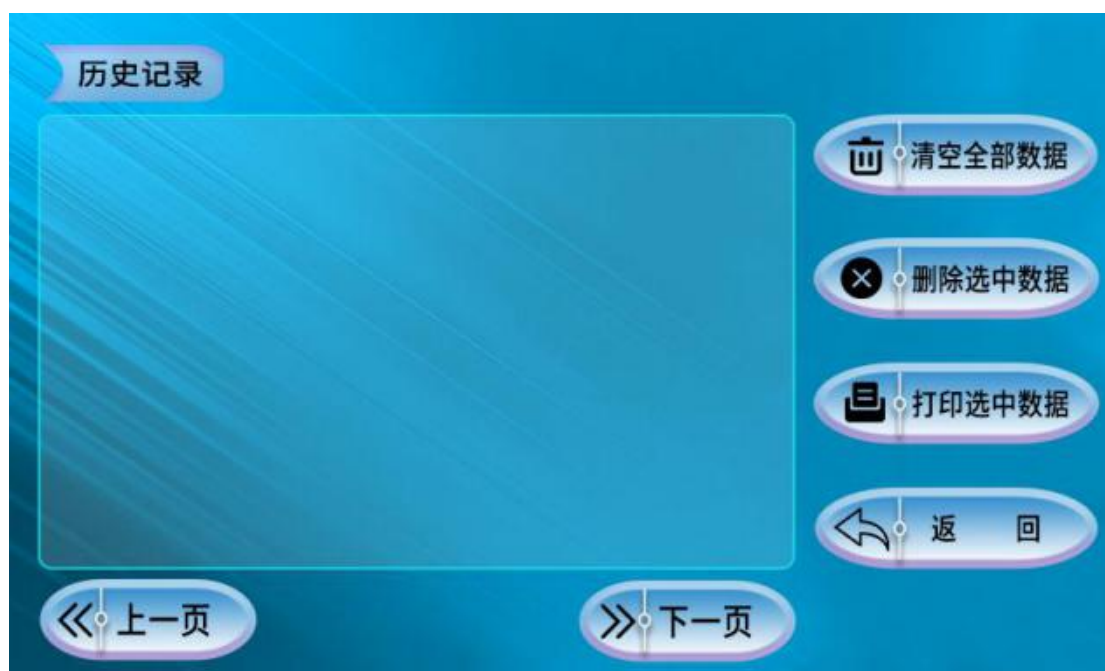 历史记录
清空全部数据
删除选中数据
打印选中数据
返 回
上一页
下一页